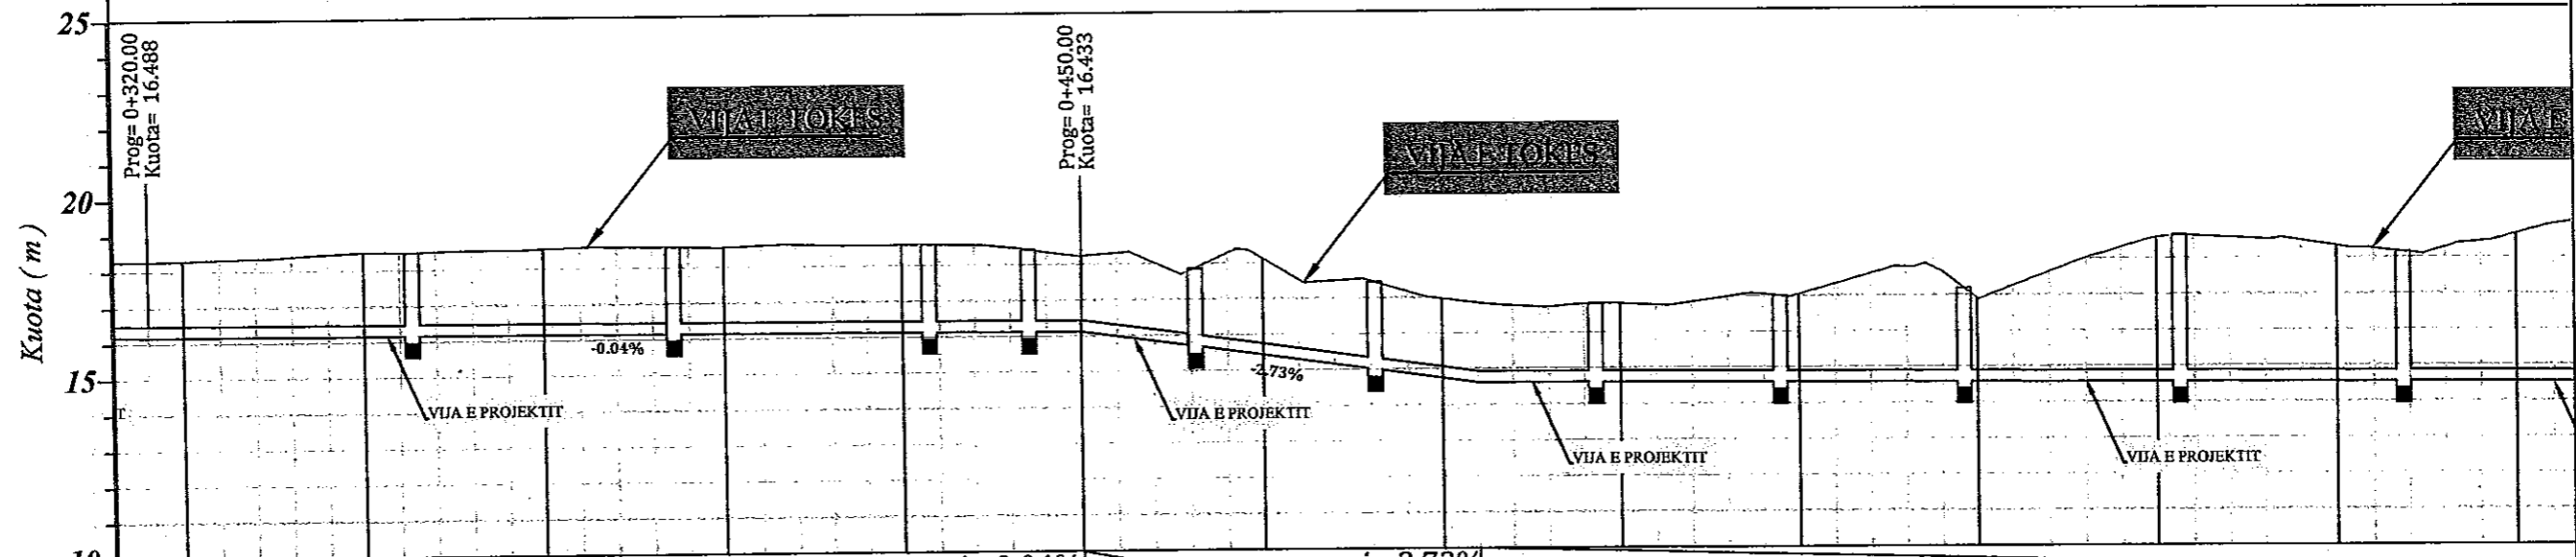 25
20
15
10
Kuota ( m )
Prog= 0+320.00
Kuota= 16.488
VIJA E TOKES
Prog= 0+450.00
Kuota= 16.433
VIJA E TOKES
VIJA E
-0.04%
-2.73%
VIJA E PROJEKTIT
VIJA E PROJEKTIT
VIJA E PROJEKTIT
VIJA E PROJEKTIT